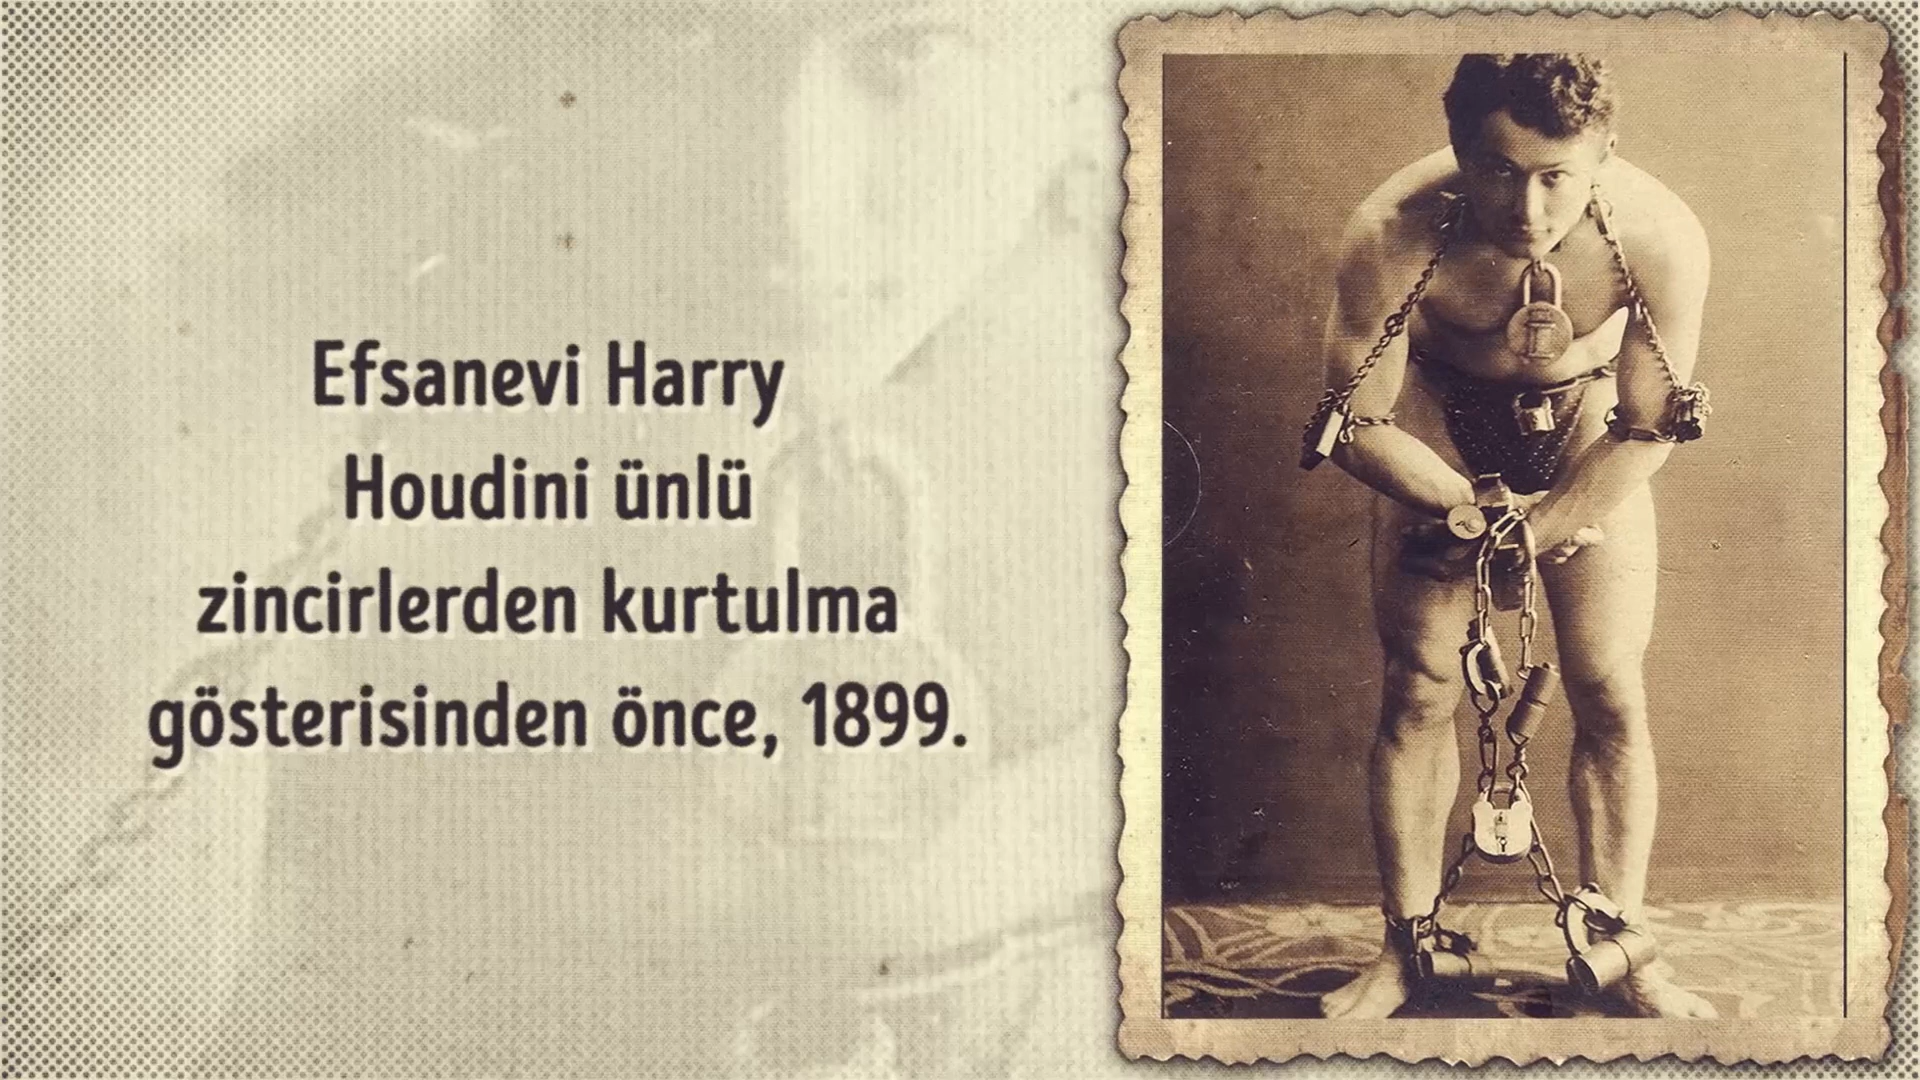 Efsanevi Harry
Houdini ünlü
zincirlerden kurtulma
gösterisinden önce, 1899.